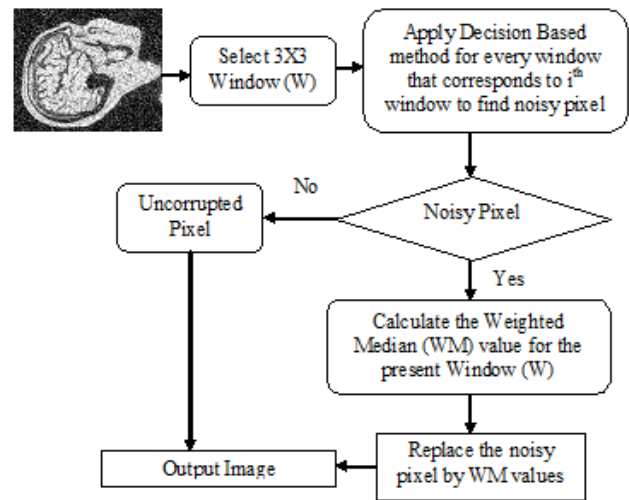 Select 3X3
Window (W)
Apply Decision Based
method for every window
that corresponds to iᵗʰ
window to find noisy pixel
Noisy Pixel
No
Uncorrupted
Pixel
Yes
Calculate the Weighted
Median (WM) value for the
present Window (W)
Replace the noisy
pixel by WM values
Output Image